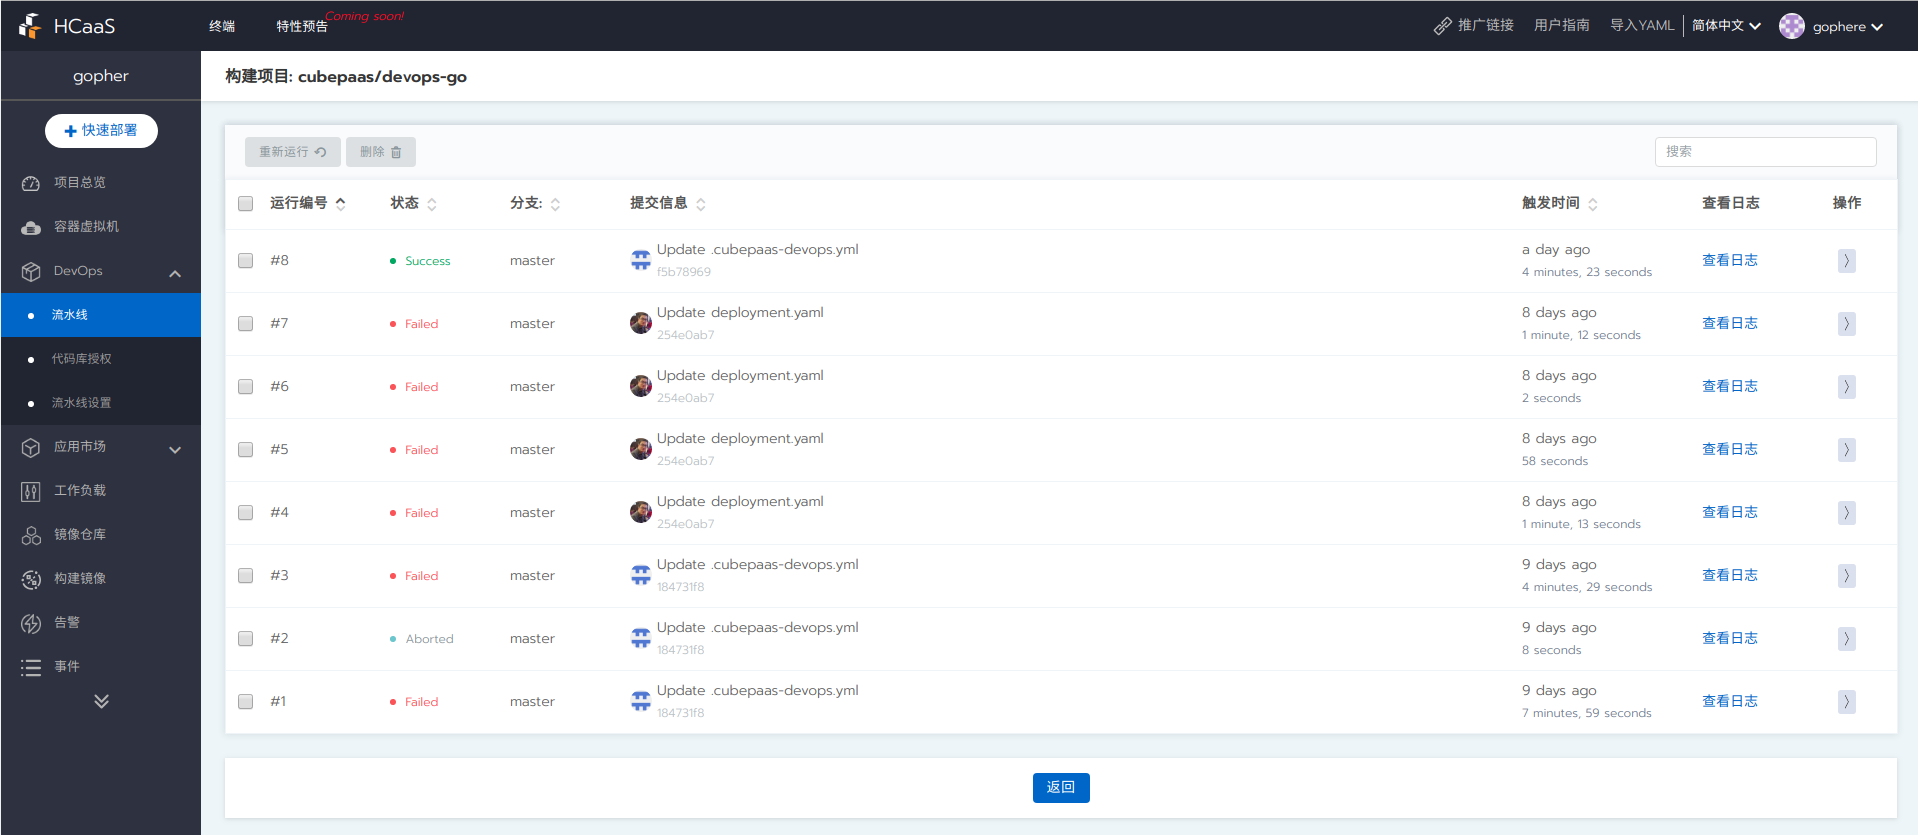 HCaaS
终端
特性预告
Coming soon!
推广链接
用户指南
导入YAML
简体中文
gophere
gopher
快速部署
项目总览
容器虚拟机
DevOps
流水线
代码库授权
流水线设置
应用市场
工作负载
镜像仓库
构建镜像
告警
事件
构建项目: cubepaas/devops-go
重新运行 删除 搜索
运行编号 状态 分支: 提交信息 触发时间 查看日志 操作
#8 Success master Update .cubepaas-devops.yml a day ago 查看日志
f5b78969 4 minutes, 23 seconds
#7 Failed master Update deployment.yaml 8 days ago 查看日志
254e0ab7 1 minute, 12 seconds
#6 Failed master Update deployment.yaml 8 days ago 查看日志
254e0ab7 2 seconds
#5 Failed master Update deployment.yaml 8 days ago 查看日志
254e0ab7 58 seconds
#4 Failed master Update deployment.yaml 8 days ago 查看日志
254e0ab7 1 minute, 13 seconds
#3 Failed master Update .cubepaas-devops.yml 9 days ago 查看日志
184731f8 4 minutes, 29 seconds
#2 Aborted master Update .cubepaas-devops.yml 9 days ago 查看日志
184731f8 8 seconds
#1 Failed master Update .cubepaas-devops.yml 9 days ago 查看日志
184731f8 7 minutes, 59 seconds
返回